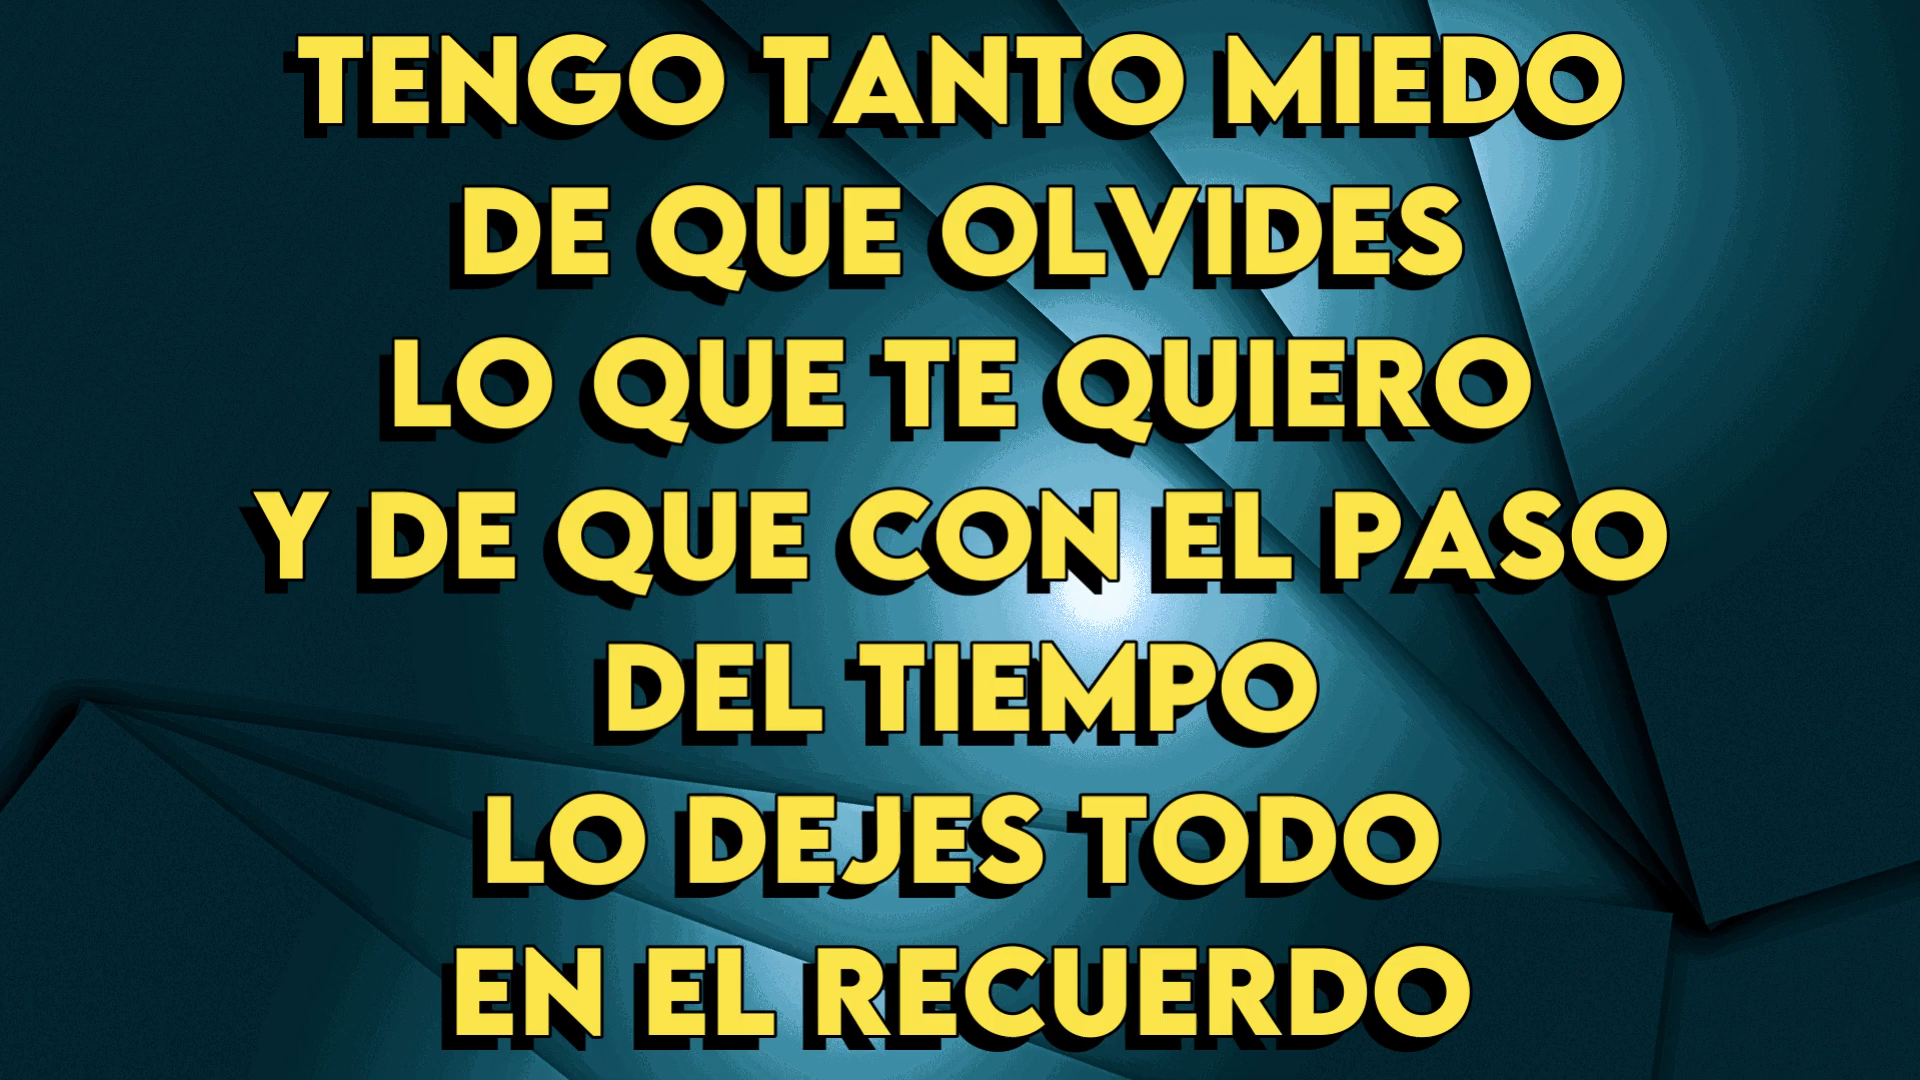 TENGO TANTO MIEDO
DE QUE OLVIDES
LO QUE TE QUIERO
Y DE QUE CON EL PASO
DEL TIEMPO
LO DEJES TODO
EN EL RECUERDO